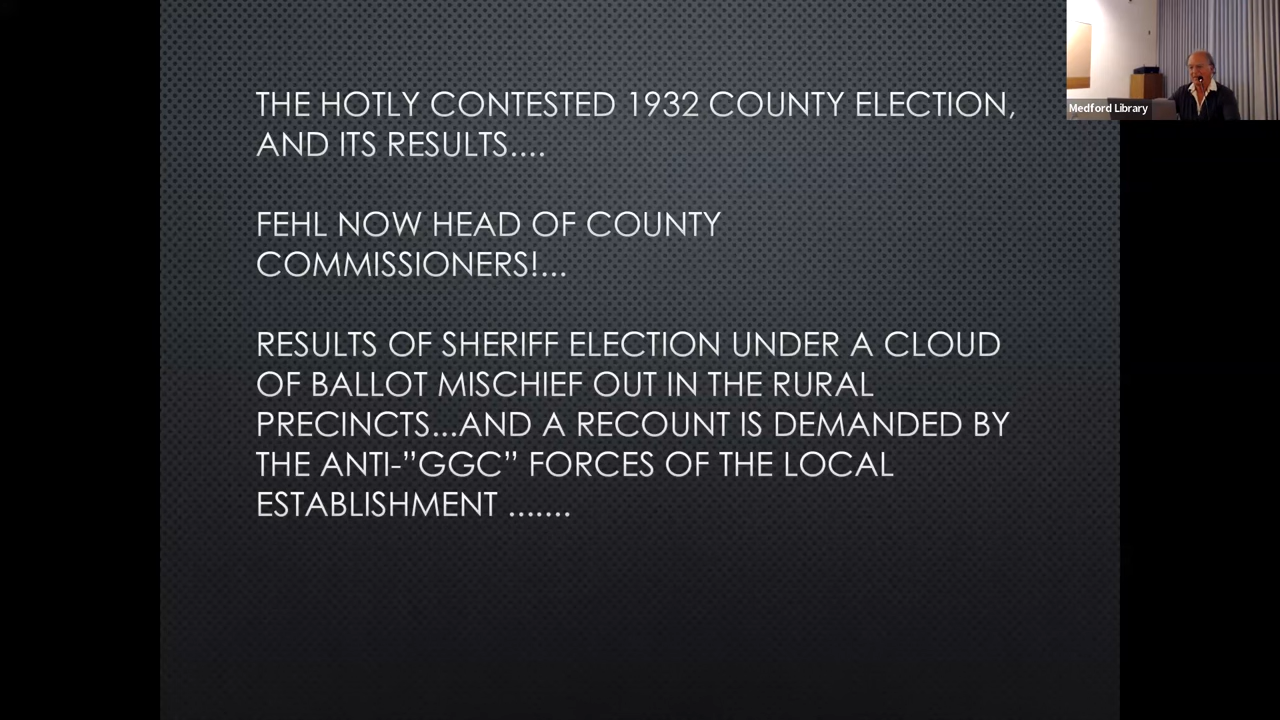 THE HOTLY CONTESTED 1932 COUNTY ELECTION,
AND ITS RESULTS....
FEHL NOW HEAD OF COUNTY
COMMISSIONERS!...
RESULTS OF SHERIFF ELECTION UNDER A CLOUD
OF BALLOT MISCHIEF OUT IN THE RURAL
PRECINCTS...AND A RECOUNT IS DEMANDED BY
THE ANTI-”GGC” FORCES OF THE LOCAL
ESTABLISHMENT .......
Medford Library